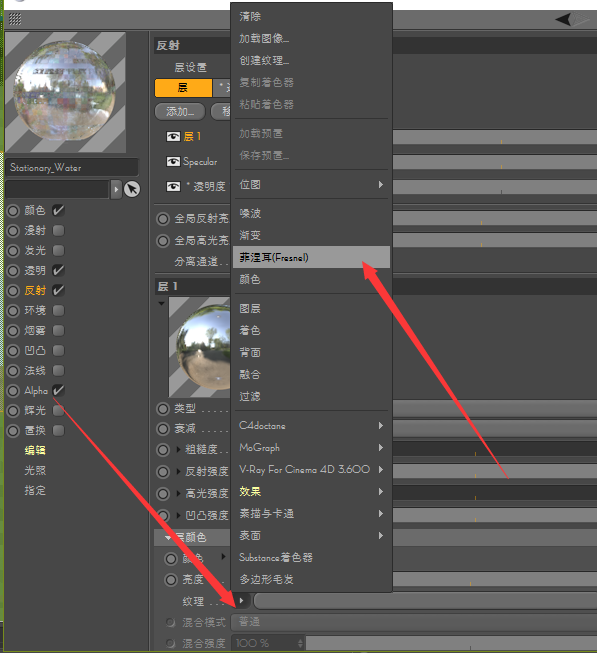 Stationary_Water
颜色
漫射
发光
透明
反射
环境
烟雾
凹凸
法线
Alpha
辉光
置换
编辑
光照
指定
反射
层设置
层
添加...
移
层 1
Specular
* 透明度
全局反射亮
全局高光亮
分离通道..
层 1
类型 .....
衰减 .....
粗糙度..
反射强度
高光强度
凹凸强度
层颜色
颜色
亮度 ...
纹理 ...
混合模式
普通
混合强度
100 %
清除
加载图像...
创建纹理...
复制着色器
粘贴着色器
加载预置
保存预置...
位图
噪波
渐变
菲涅耳(Fresnel)
颜色
图层
着色
背面
融合
过滤
C4doctane
MoGraph
V-Ray For Cinema 4D 3.600
效果
素描与卡通
表面
Substance着色器
多边形毛发